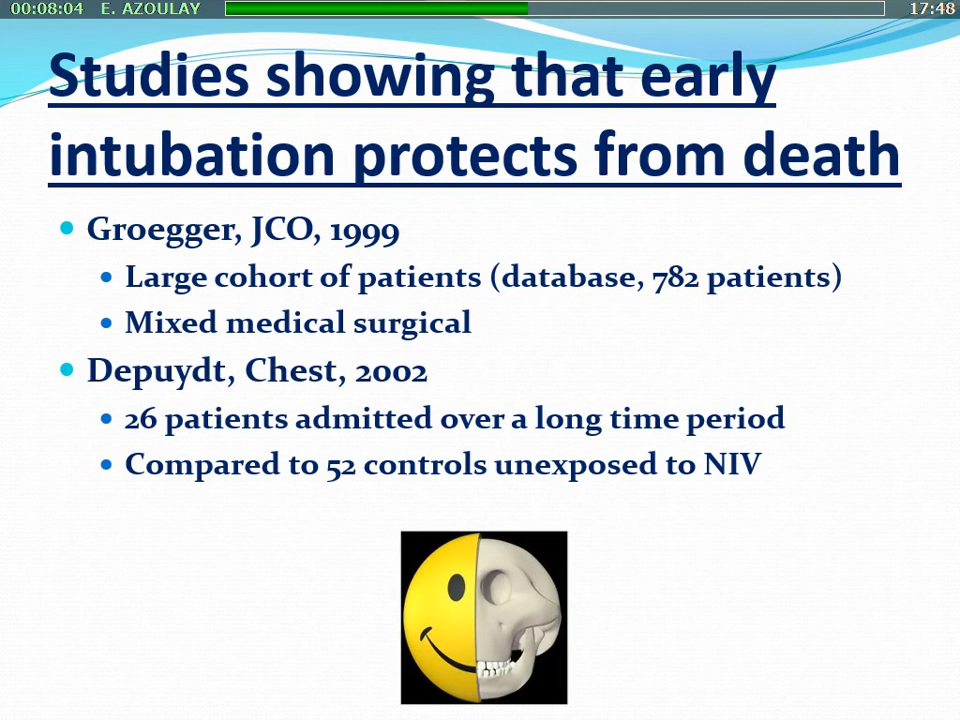 00:08:04 E. AZOULAY 17:48
Studies showing that early
intubation protects from death
Groegger, JCO, 1999
Large cohort of patients (database, 782 patients)
Mixed medical surgical
Depuydt, Chest, 2002
26 patients admitted over a long time period
Compared to 52 controls unexposed to NIV